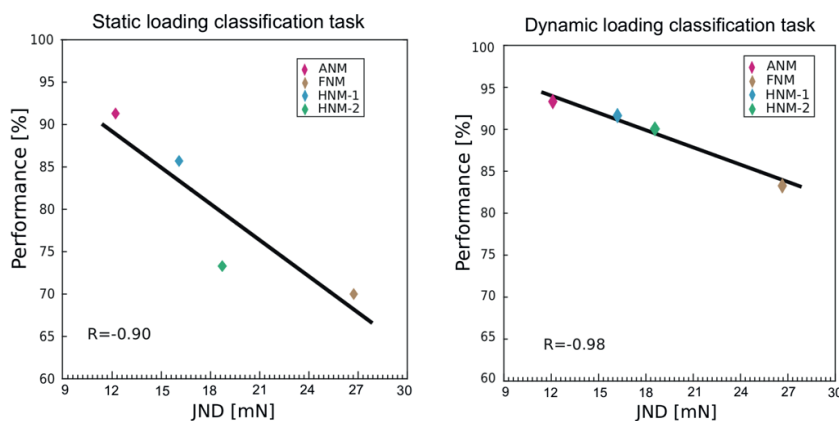 Static loading classification task
100
95
90
85
80
75
70
65
60
Performance [%]
ANM
FNM
HNM-1
HNM-2
R=-0.90
9 12 15 18 21 24 27 30
JND [mN]
Dynamic loading classification task
100
95
90
85
80
75
70
65
60
Performance [%]
ANM
FNM
HNM-1
HNM-2
R=-0.98
9 12 15 18 21 24 27 30
JND [mN]